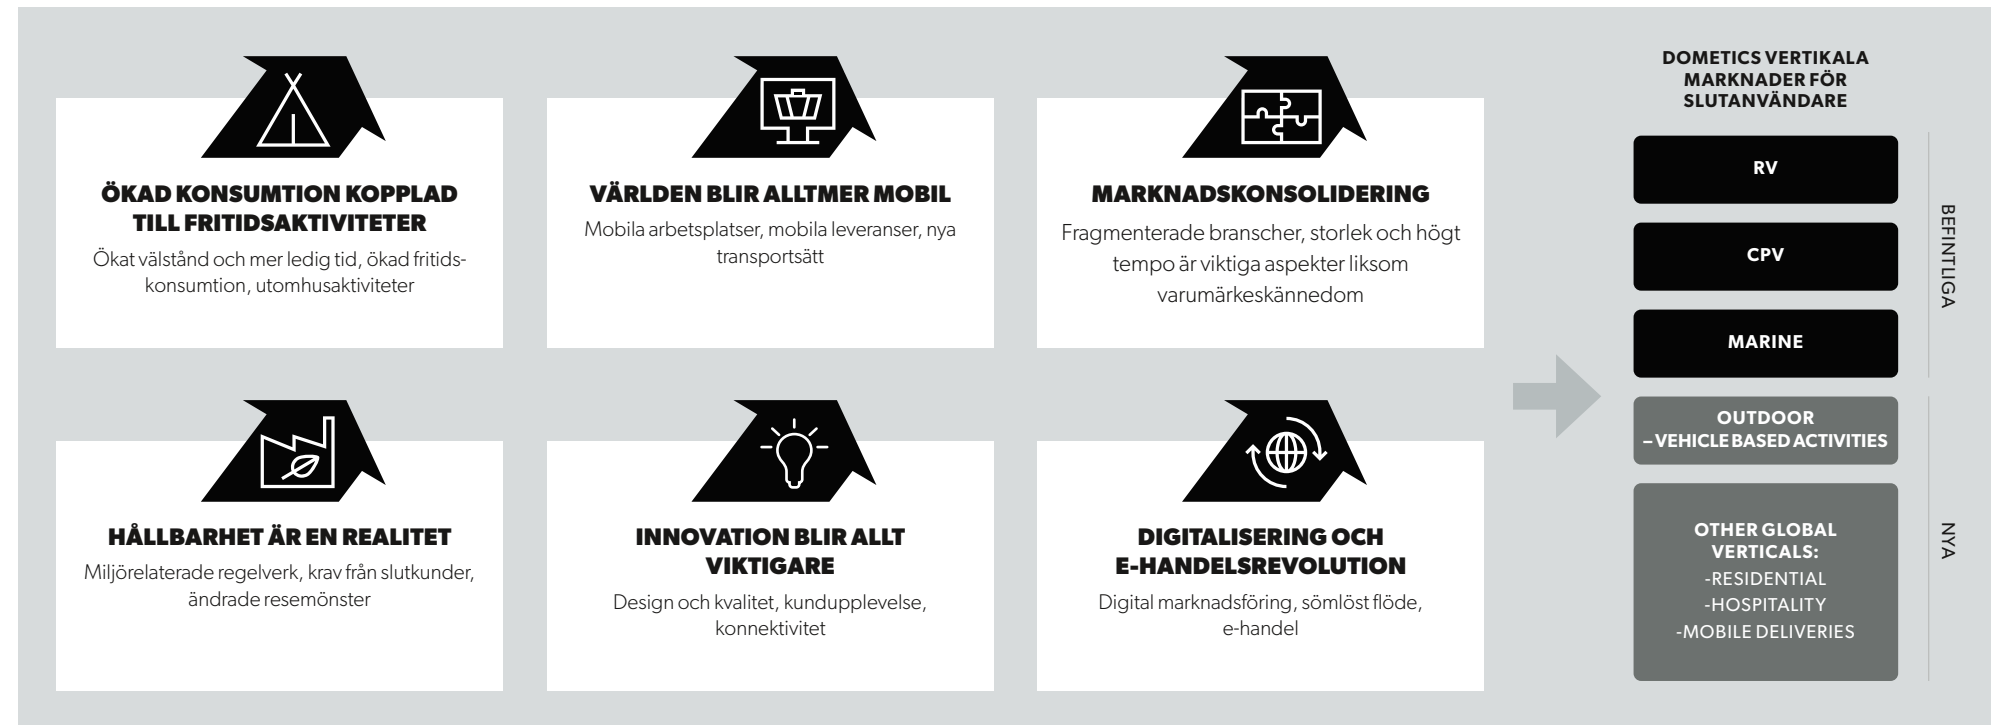 ÖKAD KONSUMTION KOPPLAD
TILL FRITIDSAKTIVITETER
Ökat välstånd och mer ledig tid, ökad fritids-
konsumtion, utomhusaktiviteter
VÄRLDEN BLIR ALLTMER MOBIL
Mobila arbetsplatser, mobila leveranser, nya
transportsätt
MARKNADSKONSOLIDERING
Fragmenterade branscher, storlek och högt
tempo är viktiga aspekter liksom
varumärkeskännedom
HÅLLBARHET ÄR EN REALITET
Miljörelaterade regelverk, krav från slutkunder,
ändrade resemönster
INNOVATION BLIR ALLT
VIKTIGARE
Design och kvalitet, kundupplevelse,
konnektivitet
DIGITALISERING OCH
E-HANDELSREVOLUTION
Digital marknadsföring, sömlöst flöde,
e-handel
DOMETICS VERTIKALA
MARKNADER FÖR
SLUTANVÄNDARE
RV
CPV
MARINE
BEFINTLIGA
OUTDOOR
– VEHICLE BASED ACTIVITIES
OTHER GLOBAL
VERTICALS:
-RESIDENTIAL
-HOSPITALITY
-MOBILE DELIVERIES
NYA